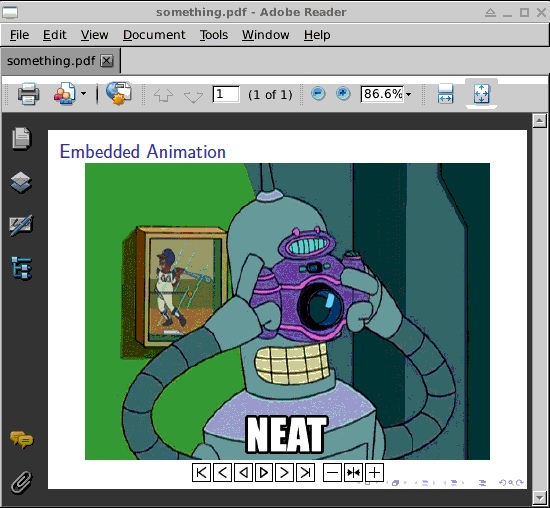 something.pdf - Adobe Reader
File Edit View Document Tools Window Help
something.pdf
1 (1 of 1) 86.6%
Embedded Animation
NEAT